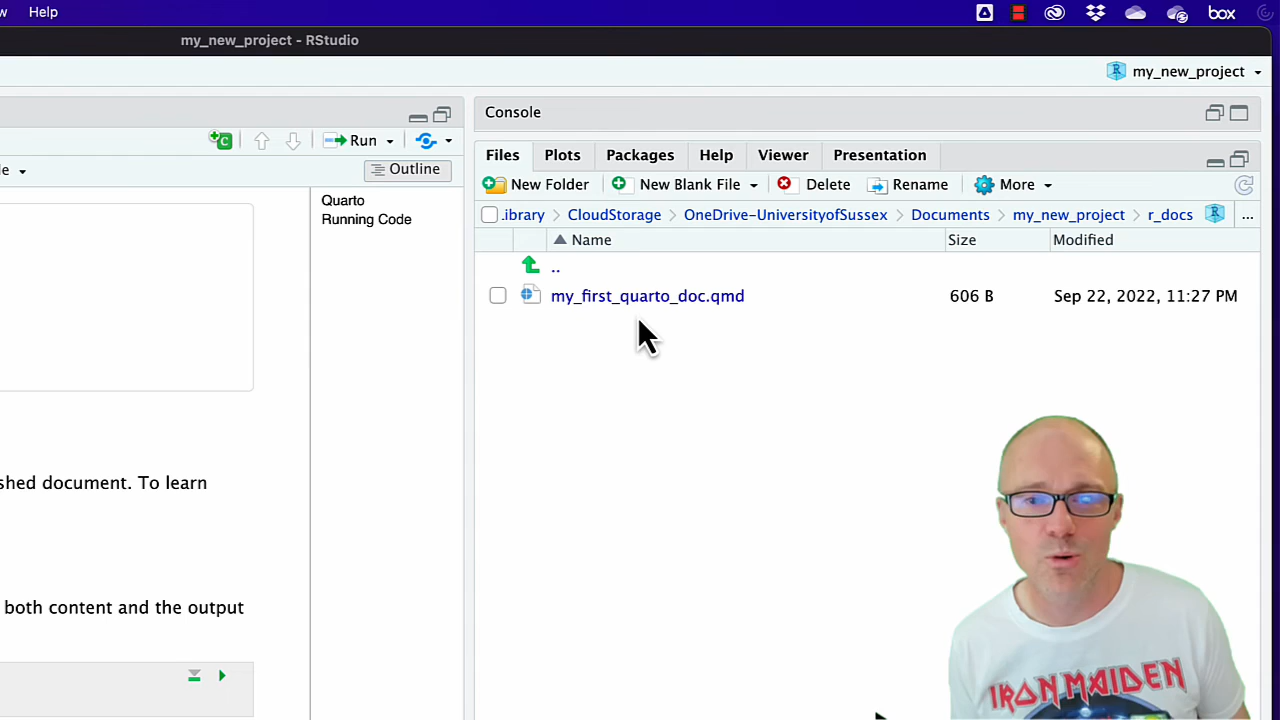 w Help
box
my_new_project - RStudio
my_new_project
Console
C Run
Files Plots Packages Help Viewer Presentation
Outline
New Folder New Blank File Delete Rename More
Quarto
Running Code
ibrary CloudStorage OneDrive-UniversityofSussex Documents my_new_project r_docs R ...
Name Size Modified
..
my_first_quarto_doc.qmd 606 B Sep 22, 2022, 11:27 PM
shed document. To learn
both content and the output
IRON MAIDEN